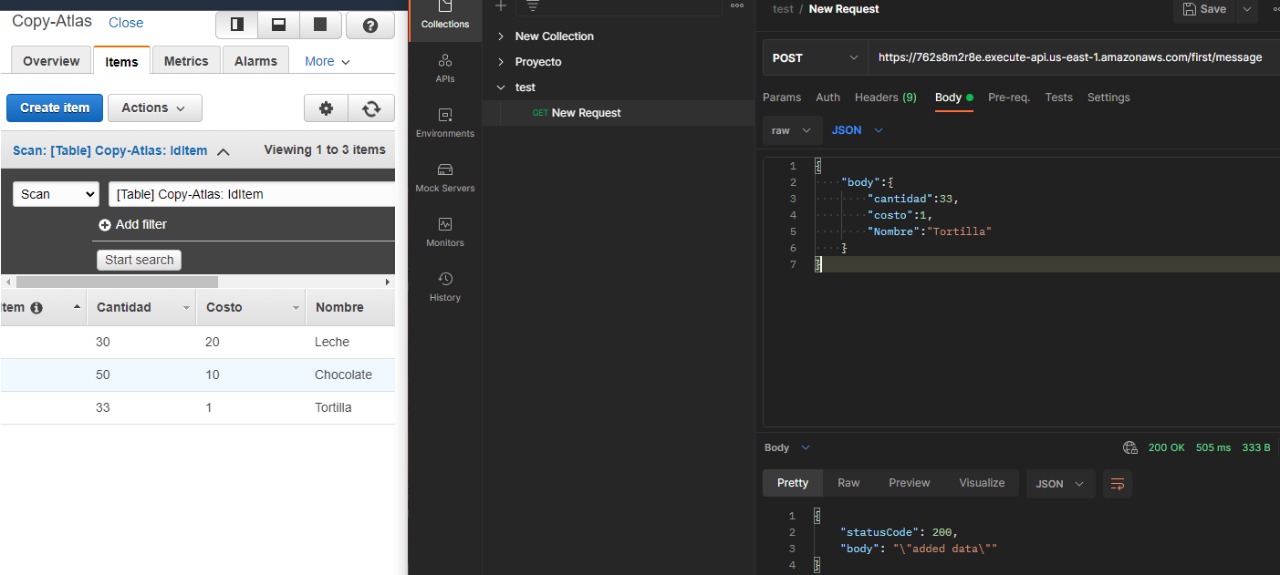 Copy-Atlas Close
Overview Items Metrics Alarms More
Create item Actions
Scan: [Table] Copy-Atlas: IdItem Viewing 1 to 3 items
Scan [Table] Copy-Atlas: IdItem
Add filter
Start search
tem Cantidad Costo Nombre
30 20 Leche
50 10 Chocolate
33 1 Tortilla
Collections
APIs
Environments
Mock Servers
Monitors
History
New Collection
Proyecto
test
GET New Request
test / New Request Save
POST https://762s8m2r8e.execute-api.us-east-1.amazonaws.com/first/message
Params Auth Headers (9) Body Pre-req. Tests Settings
raw JSON
1 {
2 "body":{
3 "cantidad":33,
4 "costo":1,
5 "Nombre":"Tortilla"
6 }
7 }
Body 200 OK 505 ms 333 B
Pretty Raw Preview Visualize JSON
1 {
2 "statusCode": 200,
3 "body": "\"added data\""
4 }